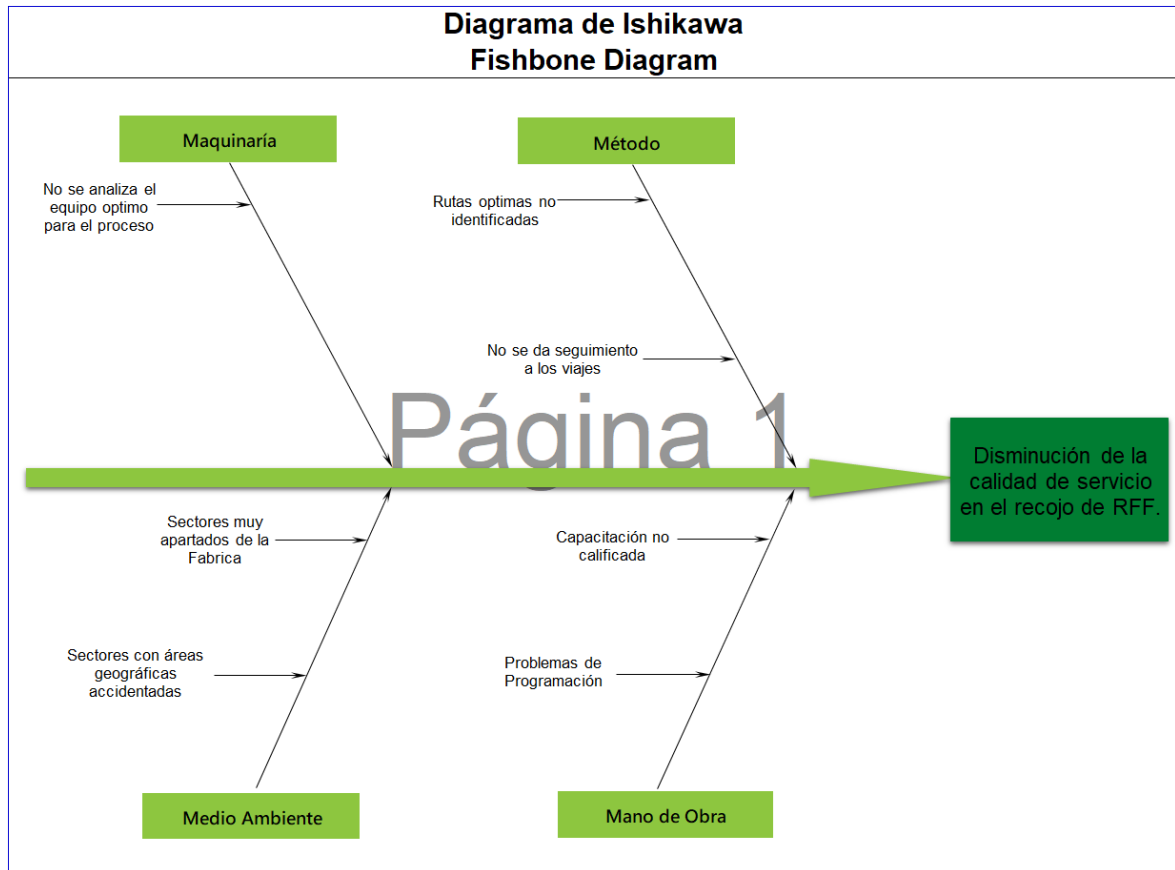 Diagrama de Ishikawa
Fishbone Diagram
Maquinaría
Método
No se analiza el
equipo optimo
para el proceso
Rutas optimas no
identificadas
No se da seguimiento
a los viajes
Página 1
Disminución de la
calidad de servicio
en el recojo de RFF.
Sectores muy
apartados de la
Fabrica
Capacitación no
calificada
Sectores con áreas
geográficas
accidentadas
Problemas de
Programación
Medio Ambiente
Mano de Obra